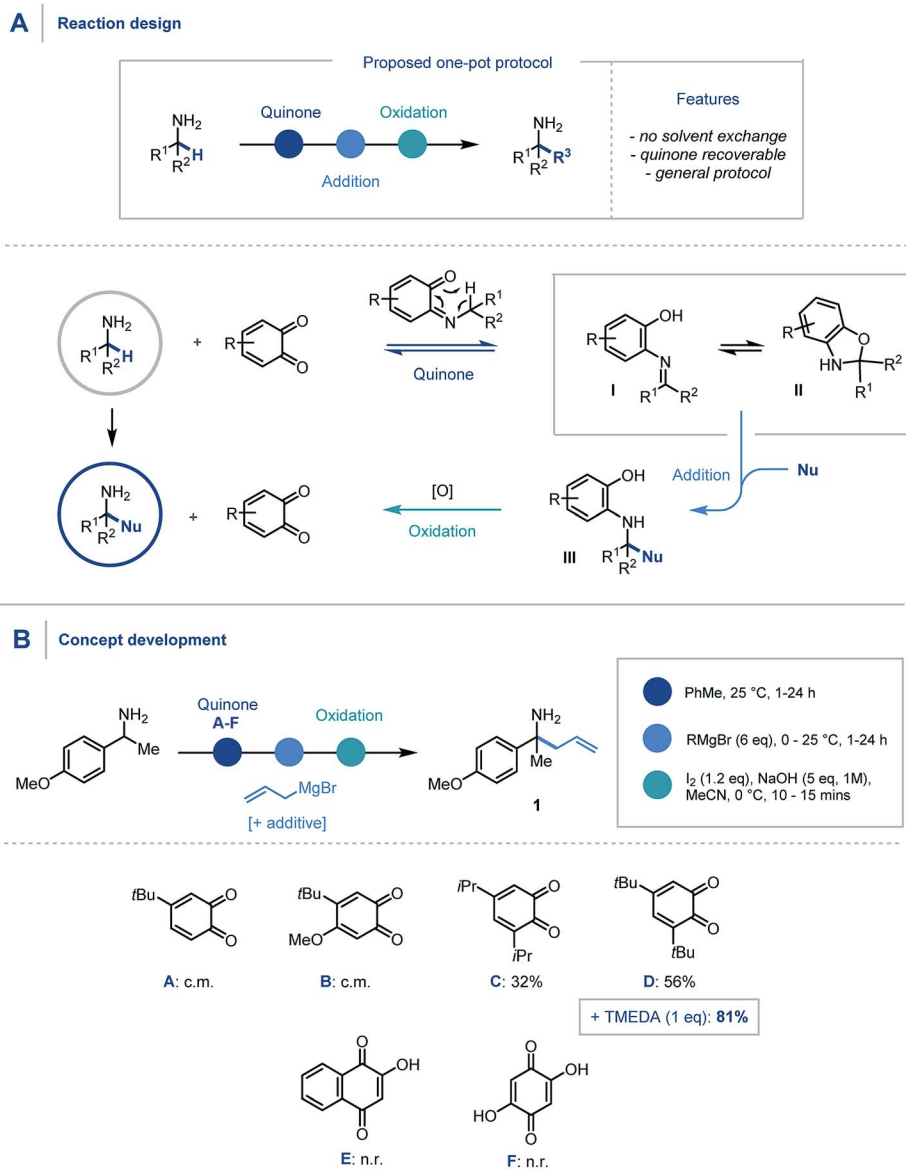 A Reaction design
Proposed one-pot protocol
Quinone
Oxidation
Addition
NH2
R1
H
R2
NH2
R1
R3
R2
Features
- no solvent exchange
- quinone recoverable
- general protocol
NH2
R1
H
R2
+
R
O
O
R
O
H
N
R1
R2
Quinone
R
OH
N
R1
R2
I
R
O
HN
R2
R1
II
Addition
Nu
NH2
R1
Nu
R2
+
R
O
O
[O]
Oxidation
R
OH
NH
R1
Nu
R2
III
B Concept development
NH2
Me
MeO
Quinone
A-F
Oxidation
MgBr
[+ additive]
NH2
Me
MeO
1
PhMe, 25 °C, 1-24 h
RMgBr (6 eq), 0 - 25 °C, 1-24 h
I2 (1.2 eq), NaOH (5 eq, 1M),
MeCN, 0 °C, 10 - 15 mins
tBu
O
O
A: c.m.
tBu
O
MeO
O
B: c.m.
iPr
O
O
iPr
C: 32%
tBu
O
O
tBu
D: 56%
+ TMEDA (1 eq): 81%
O
OH
O
E: n.r.
O
OH
HO
O
F: n.r.